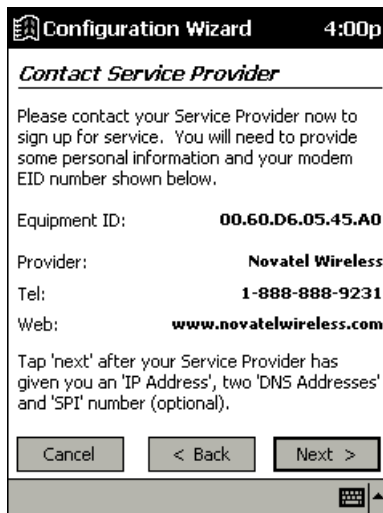 Configuration Wizard 4:00p
Contact Service Provider
Please contact your Service Provider now to
sign up for service. You will need to provide
some personal information and your modem
EID number shown below.
Equipment ID: 00.60.D6.05.45.A0
Provider: Novatel Wireless
Tel: 1-888-888-9231
Web: www.novatelwireless.com
Tap 'next' after your Service Provider has
given you an 'IP Address', two 'DNS Addresses'
and 'SPI' number (optional).
Cancel < Back Next >